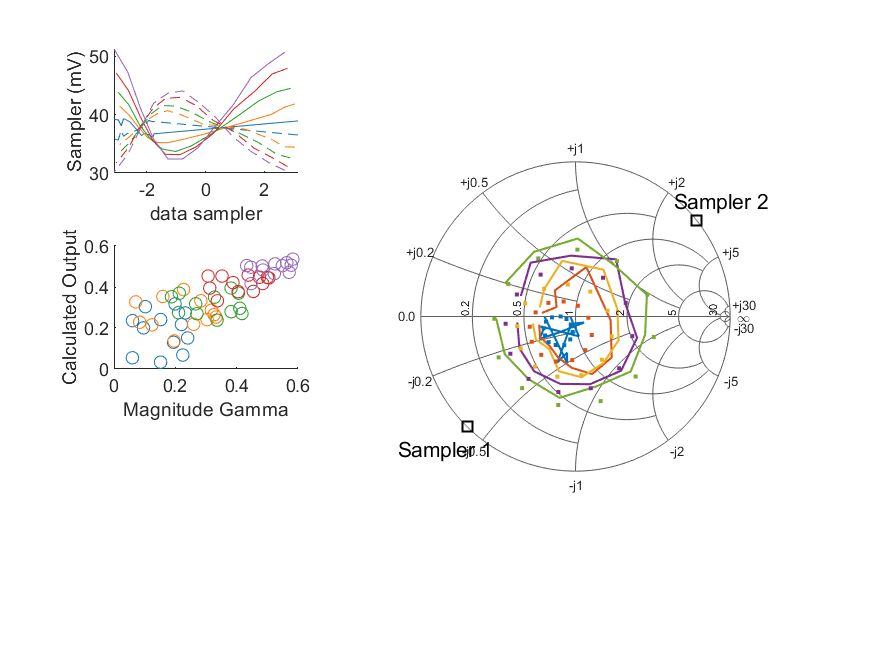 50
40
30
Sampler (mV)
-2
0
2
data sampler
0.6
0.4
0.2
0
Calculated Output
0
0.2
0.4
0.6
Magnitude Gamma
+j1
+j0.5
+j2
Sampler 2
+j0.2
+j5
0.0
0.2
0.5
1
2
5
30
+j30
∞
-j30
-j0.2
-j5
Sampler 1
-j0.5
-j2
-j1